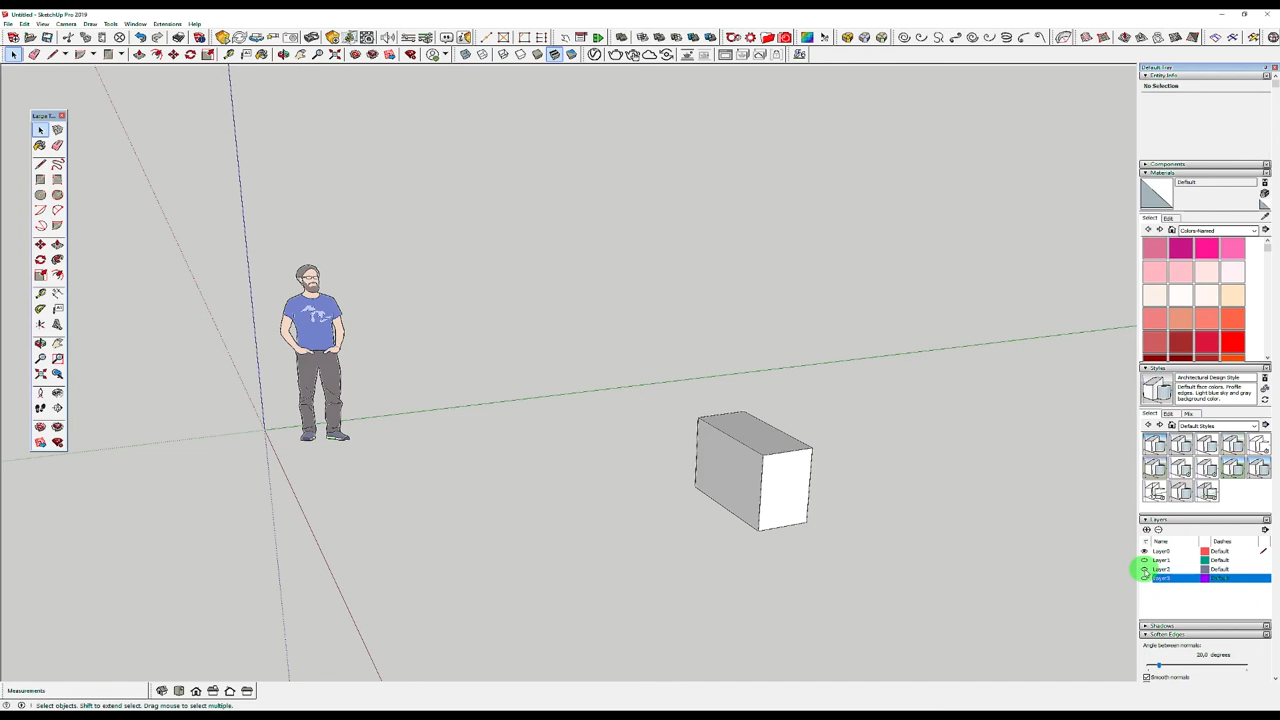 Untitled - SketchUp Pro 2019
File Edit View Camera Draw Tools Window Extensions Help
Large T...
Default Tray
Entity Info
No Selection
Components
Materials
Default
Select Edit
Colors-Named
Styles
Architectural Design Style
Default face colors. Profile
edges. Light blue sky and gray
background color.
Select Edit Mix
Default Styles
Layers
Name Dashes
Layer0 Default
Layer1 Default
Layer2 Default
Layer3 Default
Shadows
Soften Edges
Angle between normals:
20,0 degrees
Smooth normals
Measurements
Select objects. Shift to extend select. Drag mouse to select multiple.